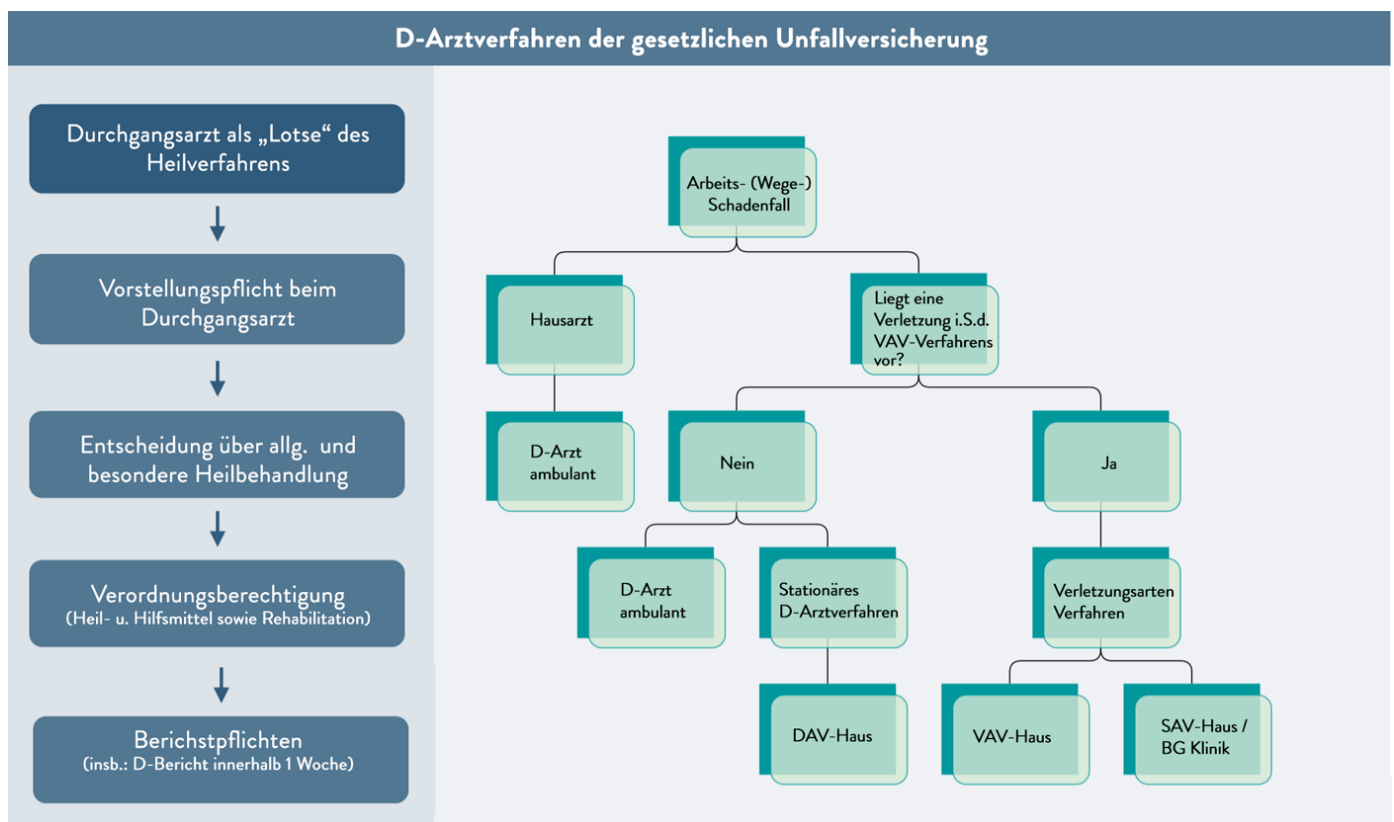 D-Arztverfahren der gesetzlichen Unfallversicherung
Durchgangsarzt als „Lotse“ des
Heilverfahrens
Vorstellungspflicht beim
Durchgangsarzt
Entscheidung über allg. und
besondere Heilbehandlung
Verordnungsberechtigung
(Heil- u. Hilfsmittel sowie Rehabilitation)
Berichstpflichten
(insb.: D-Bericht innerhalb 1 Woche)
Arbeits- (Wege-)
Schadenfall
Hausarzt
Liegt eine
Verletzung i.S.d.
VAV-Verfahrens
vor?
D-Arzt
ambulant
Nein
Ja
D-Arzt
ambulant
Stationäres
D-Arztverfahren
Verletzungsarten
Verfahren
DAV-Haus
VAV-Haus
SAV-Haus /
BG Klinik